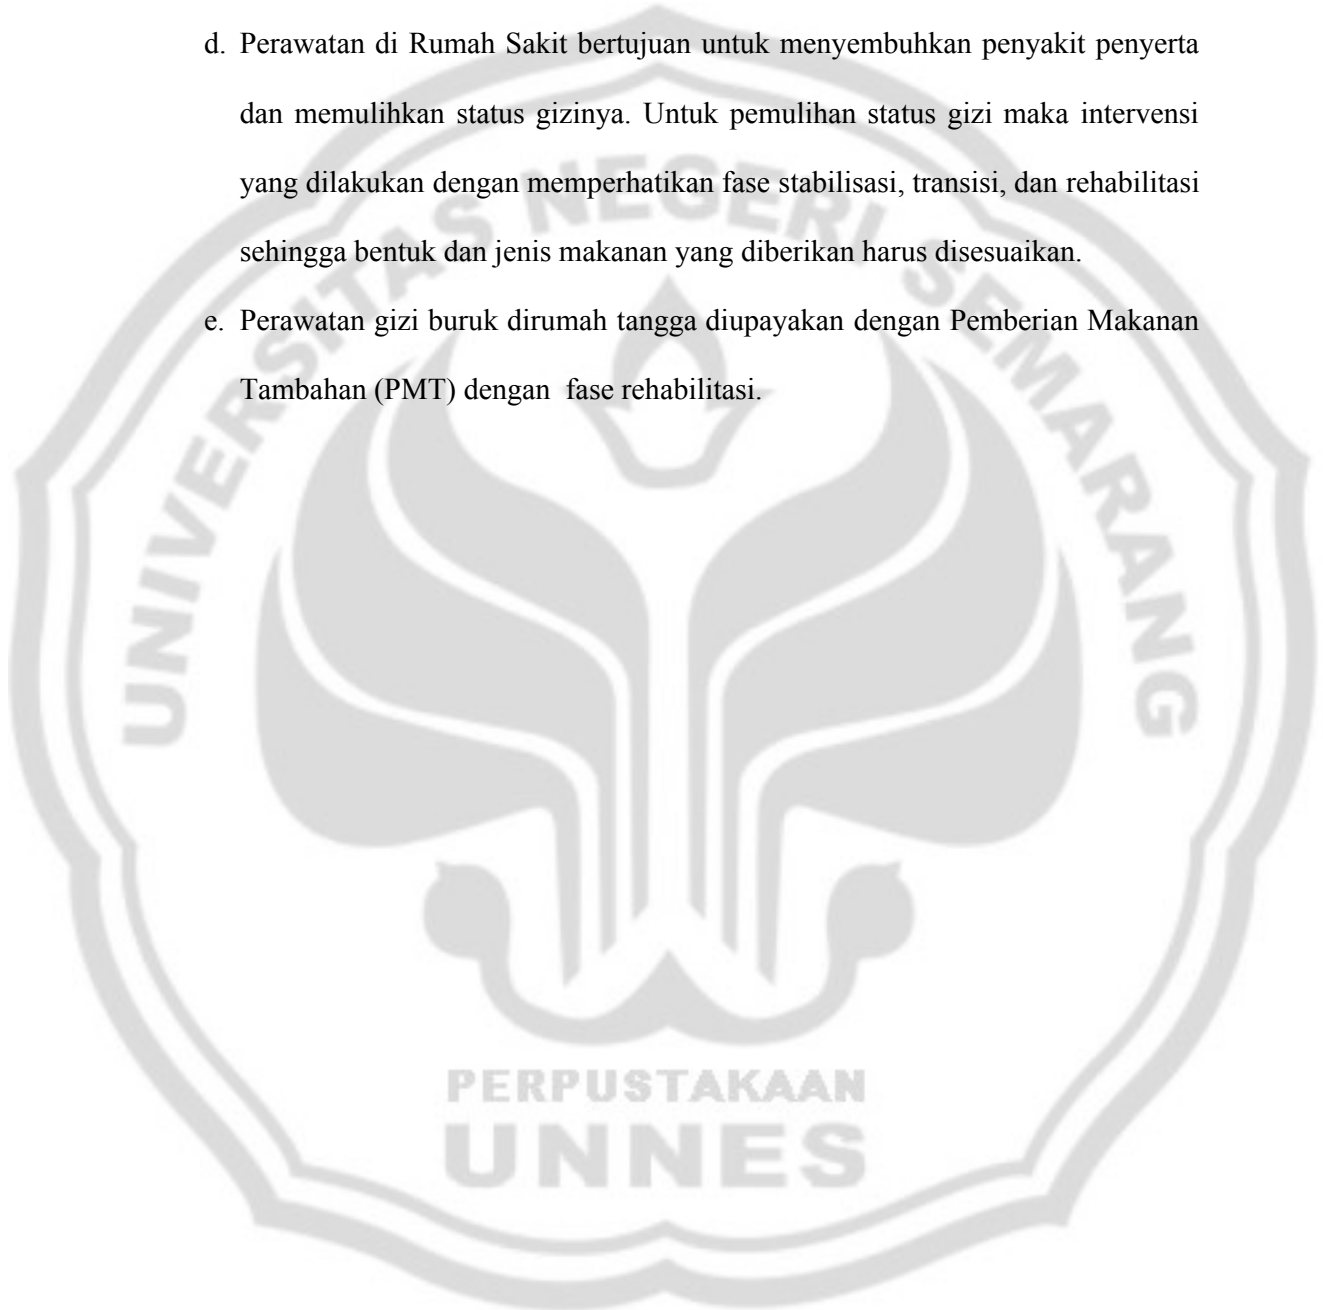 d. Perawatan di Rumah Sakit bertujuan untuk menyembuhkan penyakit penyerta
dan memulihkan status gizinya. Untuk pemulihan status gizi maka intervensi
yang dilakukan dengan memperhatikan fase stabilisasi, transisi, dan rehabilitasi
sehingga bentuk dan jenis makanan yang diberikan harus disesuaikan.
e. Perawatan gizi buruk dirumah tangga diupayakan dengan Pemberian Makanan
Tambahan (PMT) dengan  fase rehabilitasi.
UNIVERSITAS NEGERI SEMARANG
PERPUSTAKAAN
UNNES